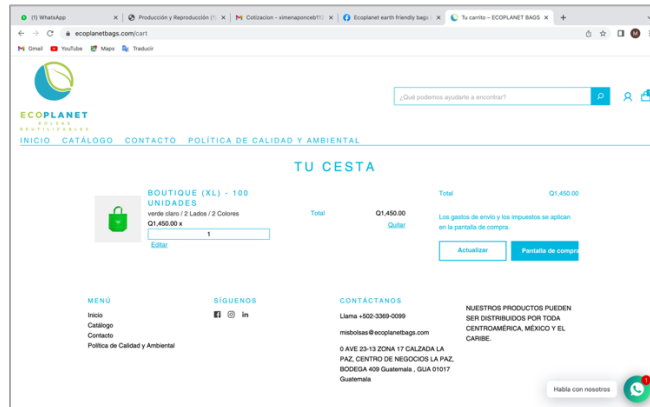 (1) WhatsApp
Producción y Reproducción (1)
Cotizacion - ximenaponceb11
Ecoplanet earth friendly bags
Tu carrito – ECOPLANET BAGS
ecoplanetbags.com/cart
Gmail YouTube Maps Traducir
ECOPLANET
BOLSAS
REUTILIZABLES
¿Qué podemos ayudarte a encontrar?
INICIO CATÁLOGO CONTACTO POLÍTICA DE CALIDAD Y AMBIENTAL
TU CESTA
BOUTIQUE (XL) - 100
UNIDADES
verde claro / 2 Lados / 2 Colores
Q1,450.00 x
1
Editar
Total Q1,450.00
Quitar
Total Q1,450.00
Los gastos de envío y los impuestos se aplican
en la pantalla de compra.
Actualizar
Pantalla de compra
MENÚ
Inicio
Catálogo
Contacto
Política de Calidad y Ambiental
SÍGUENOS
CONTÁCTANOS
Llama +502-3369-0099
misbolsas@ecoplanetbags.com
0 AVE 23-13 ZONA 17 CALZADA LA
PAZ, CENTRO DE NEGOCIOS LA PAZ,
BODEGA 409 Guatemala , GUA 01017
Guatemala
NUESTROS PRODUCTOS PUEDEN
SER DISTRIBUIDOS POR TODA
CENTROAMÉRICA, MÉXICO Y EL
CARIBE.
Habla con nosotros
1